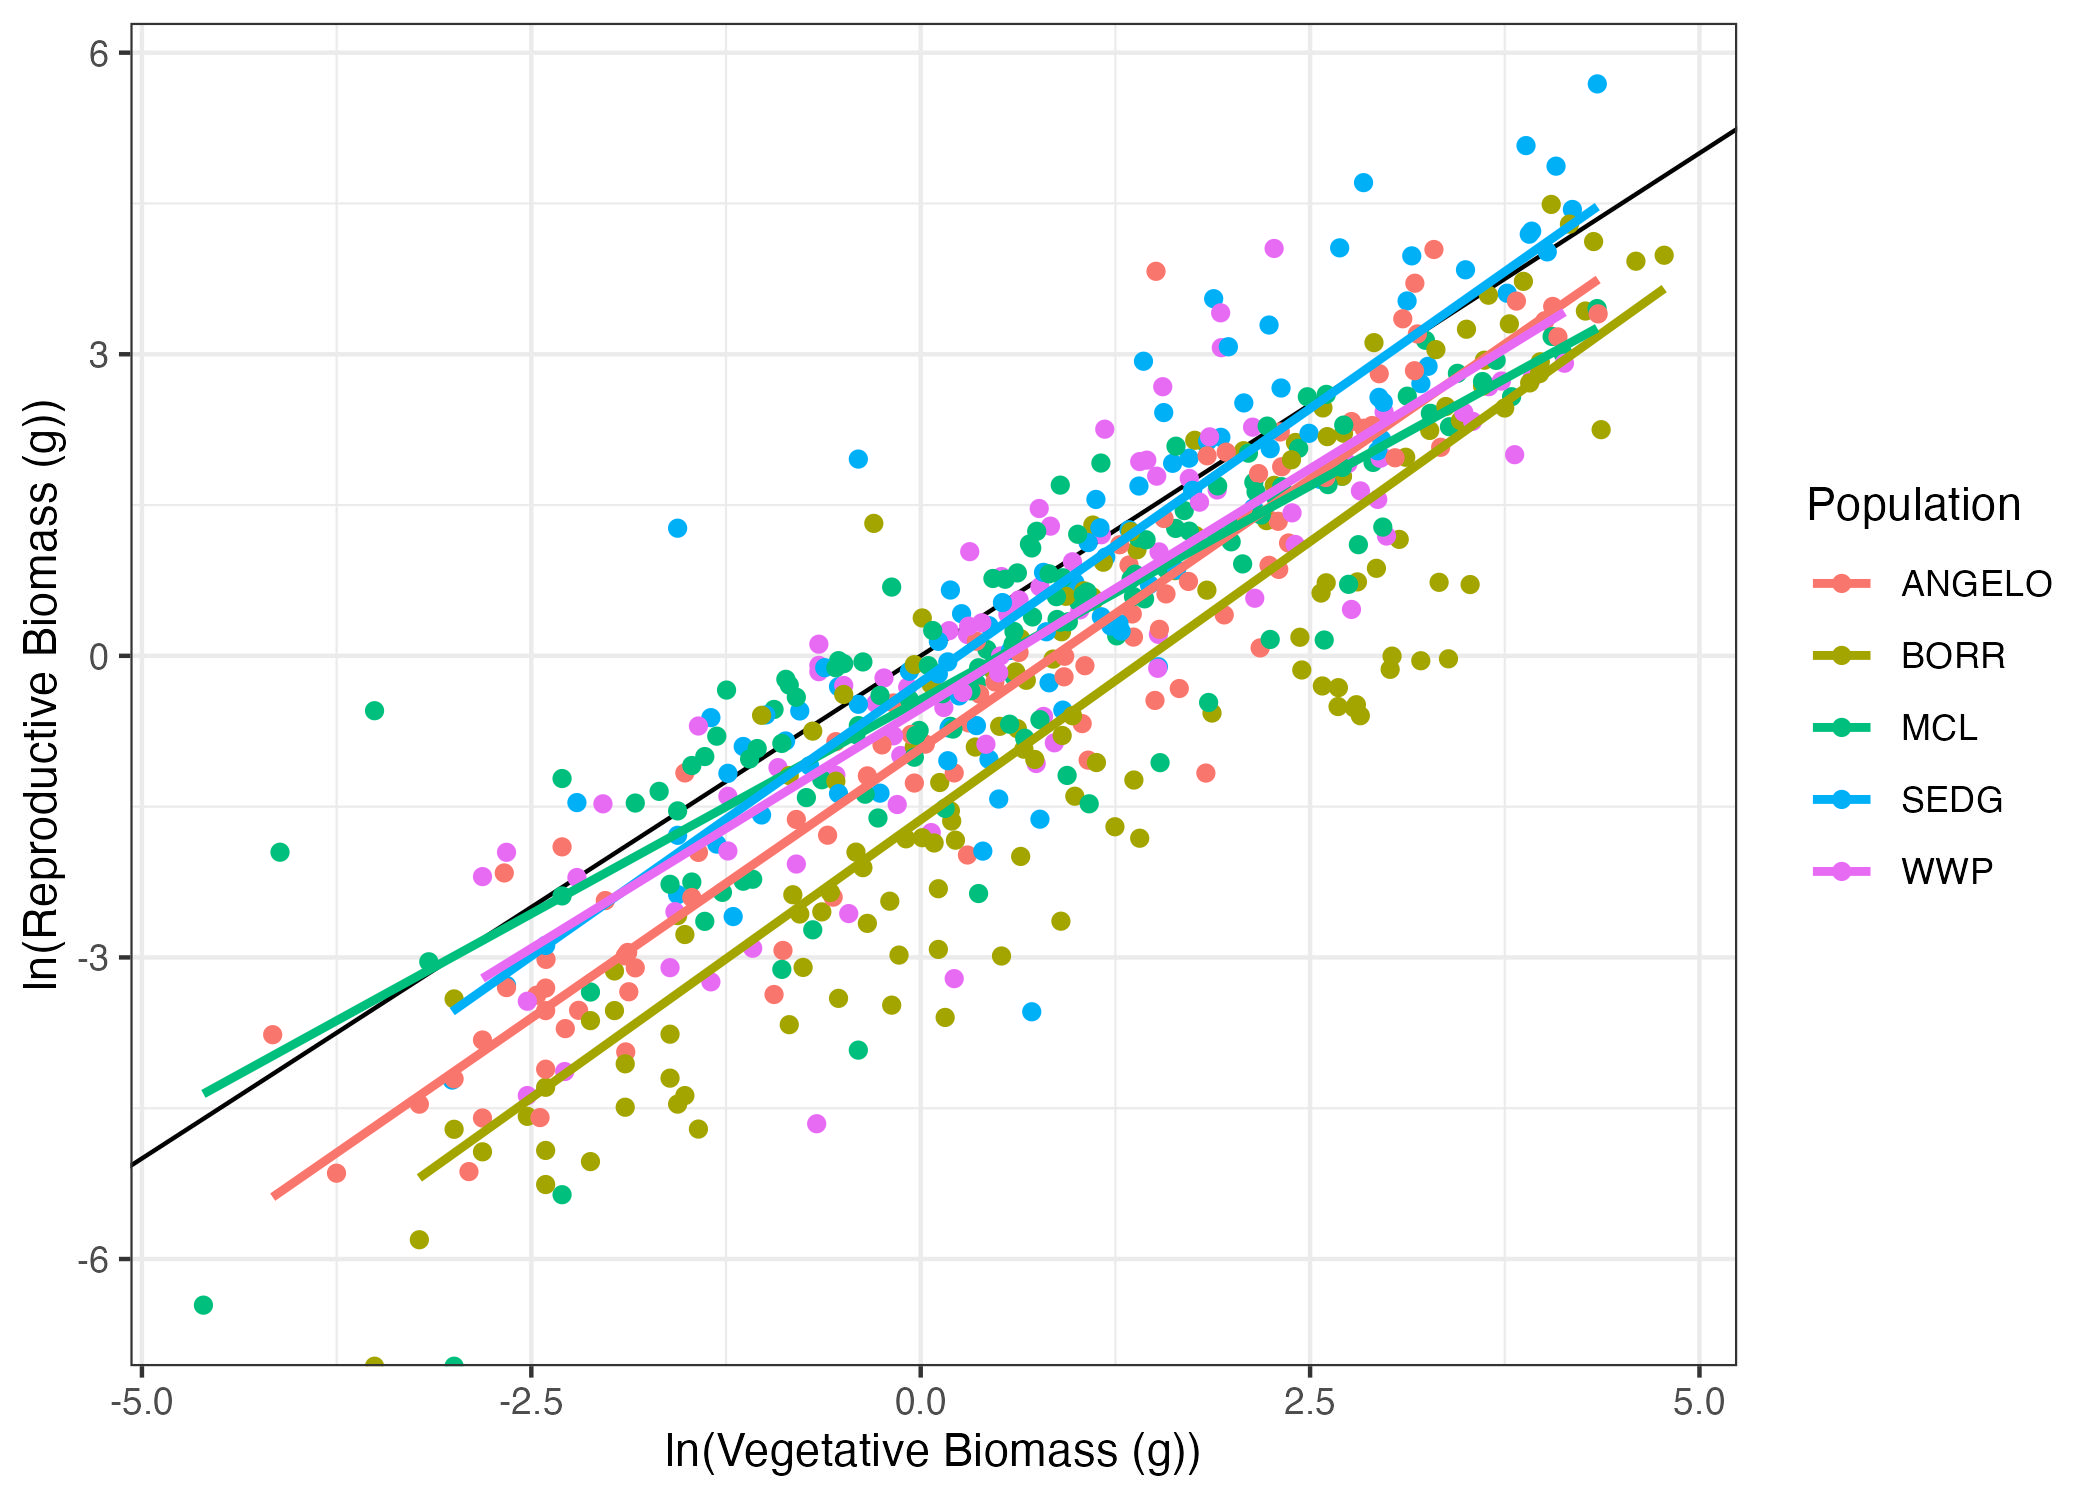 6
3
0
-3
-6
-5.0
-2.5
0.0
2.5
5.0
ln(Reproductive Biomass (g))
ln(Vegetative Biomass (g))
Population
ANGELO
BORR
MCL
SEDG
WWP